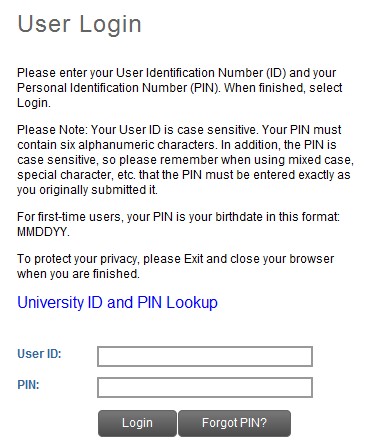 User Login
Please enter your User Identification Number (ID) and your
Personal Identification Number (PIN). When finished, select
Login.
Please Note: Your User ID is case sensitive. Your PIN must
contain six alphanumeric characters. In addition, the PIN is
case sensitive, so please remember when using mixed case,
special character, etc. that the PIN must be entered exactly as
you originally submitted it.
For first-time users, your PIN is your birthdate in this format:
MMDDYY.
To protect your privacy, please Exit and close your browser
when you are finished.
University ID and PIN Lookup
User ID:
PIN:
Login Forgot PIN?